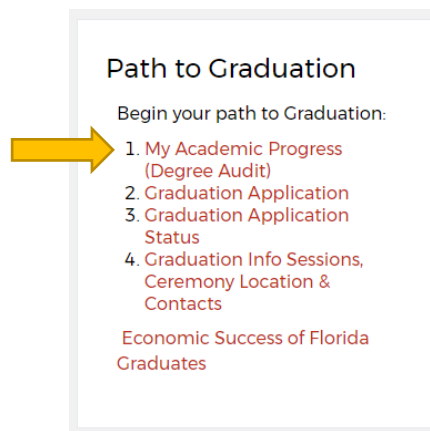 Path to Graduation
Begin your path to Graduation:
1. My Academic Progress
(Degree Audit)
2. Graduation Application
3. Graduation Application
Status
4. Graduation Info Sessions,
Ceremony Location &
Contacts
Economic Success of Florida
Graduates